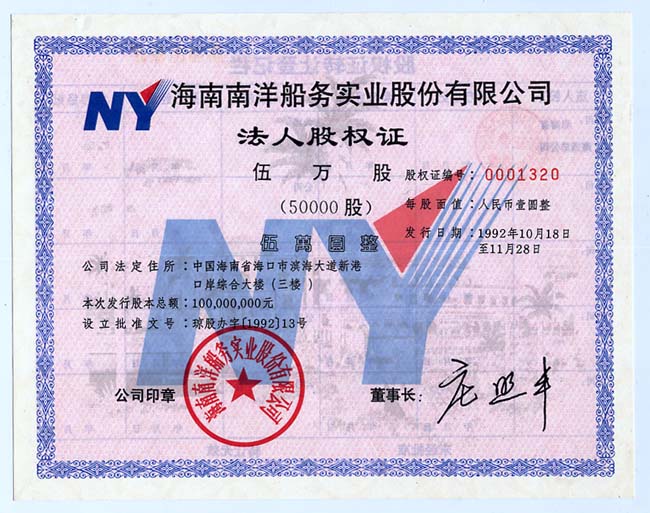 NY 海南南洋船务实业股份有限公司
法人股权证
伍万股
股权证编号：0001320
(50000股)
每股面值：人民币壹圆整
发行日期：1992年10月18日
至11月28日
伍萬圆整
NY
公司法定住所：中国海南省海口市滨海大道新港
口岸综合大楼（三楼）
本次发行股本总额：100,000,000元
设立批准文号：琼股办字[1992]13号
公司印章
海南南洋船务实业股份有限公司
董事长：